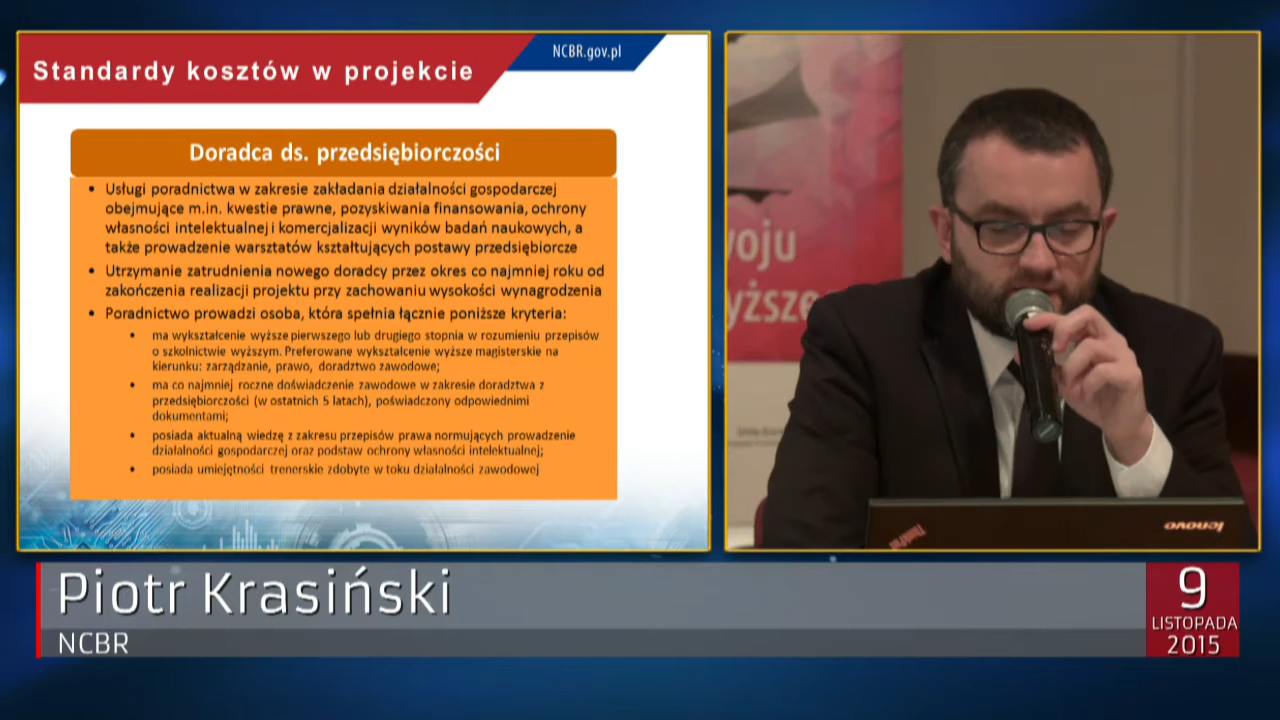 Standardy kosztów w projekcie
NCBR.gov.pl
Doradca ds. przedsiębiorczości
• Usługi poradnictwa w zakresie zakładania działalności gospodarczej
obejmujące m.in. kwestie prawne, pozyskiwania finansowania, ochrony
własności intelektualnej i komercjalizacji wyników badań naukowych, a
także prowadzenie warsztatów kształtujących postawy przedsiębiorcze
• Utrzymanie zatrudnienia nowego doradcy przez okres co najmniej roku od
zakończenia realizacji projektu przy zachowaniu wysokości wynagrodzenia
• Poradnictwo prowadzi osoba, która spełnia łącznie poniższe kryteria:
• ma wykształcenie wyższe pierwszego lub drugiego stopnia w rozumieniu przepisów
o szkolnictwie wyższym. Preferowane wykształcenie wyższe magisterskie na
kierunku: zarządzanie, prawo, doradztwo zawodowe;
• ma co najmniej roczne doświadczenie zawodowe w zakresie doradztwa z
przedsiębiorczości (w ostatnich 5 latach), poświadczony odpowiednimi
dokumentami;
• posiada aktualną wiedzę z zakresu przepisów prawa normujących prowadzenie
działalności gospodarczej oraz podstaw ochrony własności intelektualnej;
• posiada umiejętności trenerskie zdobyte w toku działalności zawodowej
woju
yższe
lenovo
ThinkPad
Piotr Krasiński
NCBR
9
LISTOPADA
2015